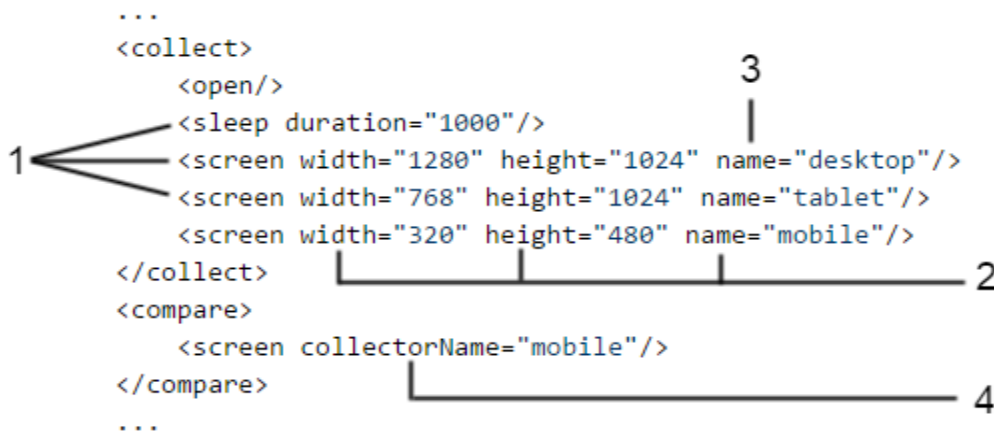 ...
<collect>
<open/>
3
<sleep duration="1000"/>
1
<screen width="1280" height="1024" name="desktop"/>
<screen width="768" height="1024" name="tablet"/>
<screen width="320" height="480" name="mobile"/>
</collect>
2
<compare>
<screen collectorName="mobile"/>
</compare>
4
...